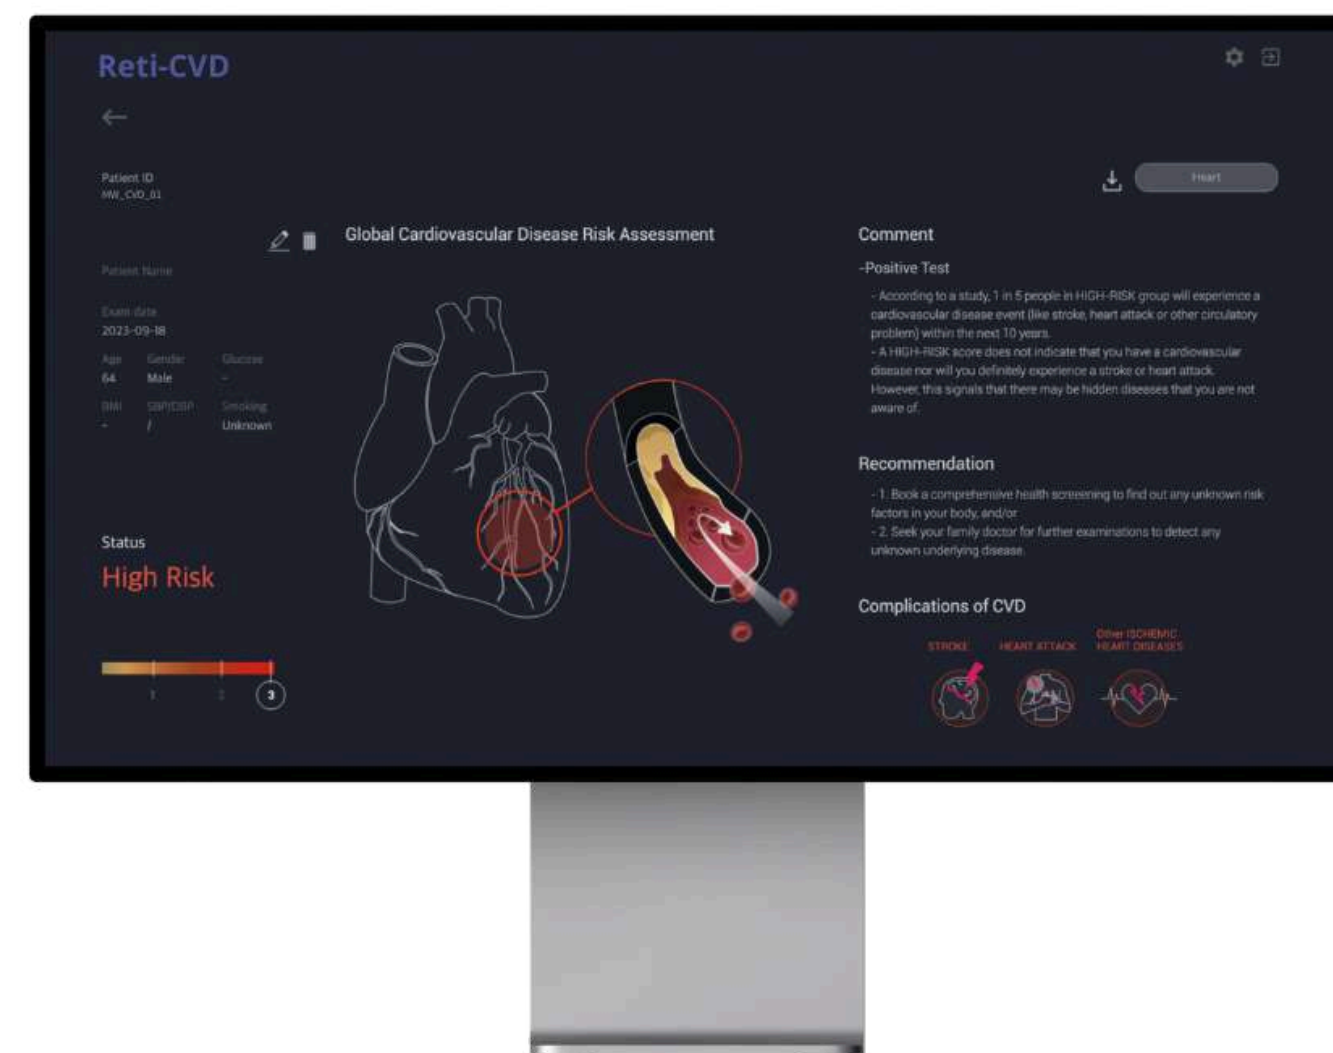 Reti-CVD
Patient ID
MW_CVD_01
Heart
Patient Name
Exam date
2023-09-18
Age Gender Glucose
64 Male -
BMI SBP/DBP Smoking
- / Unknown
Status
High Risk
1 2 3
Global Cardiovascular Disease Risk Assessment
Comment
-Positive Test
- According to a study, 1 in 5 people in HIGH-RISK group will experience a
cardiovascular disease event (like stroke, heart attack or other circulatory
problem) within the next 10 years.
- A HIGH-RISK score does not indicate that you have a cardiovascular
disease nor will you definitely experience a stroke or heart attack.
However, this signals that there may be hidden diseases that you are not
aware of.
Recommendation
- 1. Book a comprehensive health screeening to find out any unknown risk
factors in your body, and/or
- 2. Seek your family doctor for further examinations to detect any
unknown underlying disease.
Complications of CVD
STROKE
HEART ATTACK
Other ISCHEMIC
HEART DISEASES